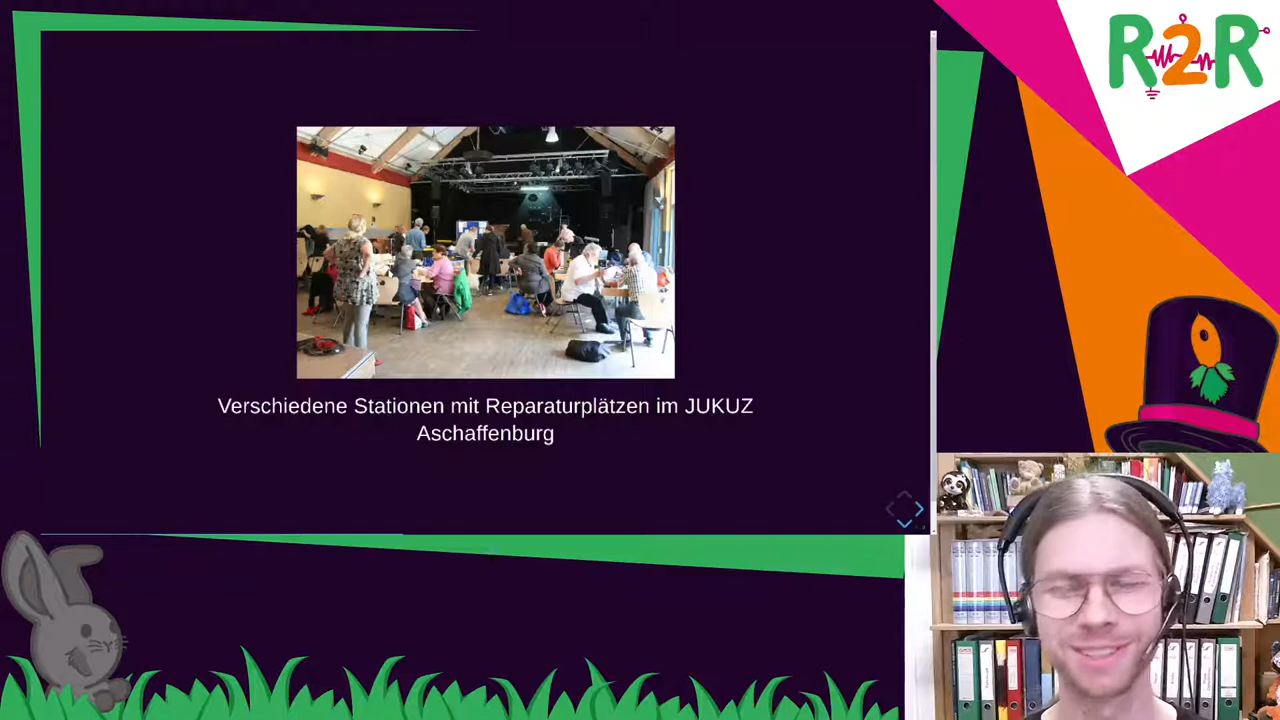 R2R
Verschiedene Stationen mit Reparaturplätzen im JUKUZ
Aschaffenburg